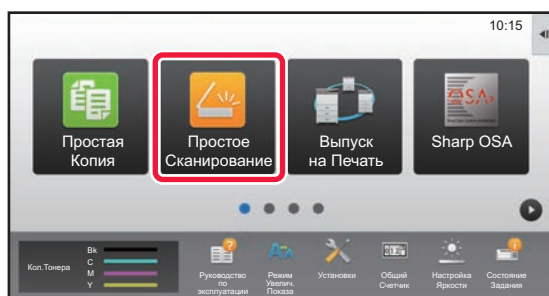 10:15
Простая
Копия
Простое
Сканирование
Выпуск
на Печать
OSA
Sharp OSA
Кол.Тонера
Bk
C
M
Y
Руководство
по
эксплуатации
Режим
Увелич.
Показа
Установки
Общий
Счетчик
Настройка
Яркости
Состояние
Задания